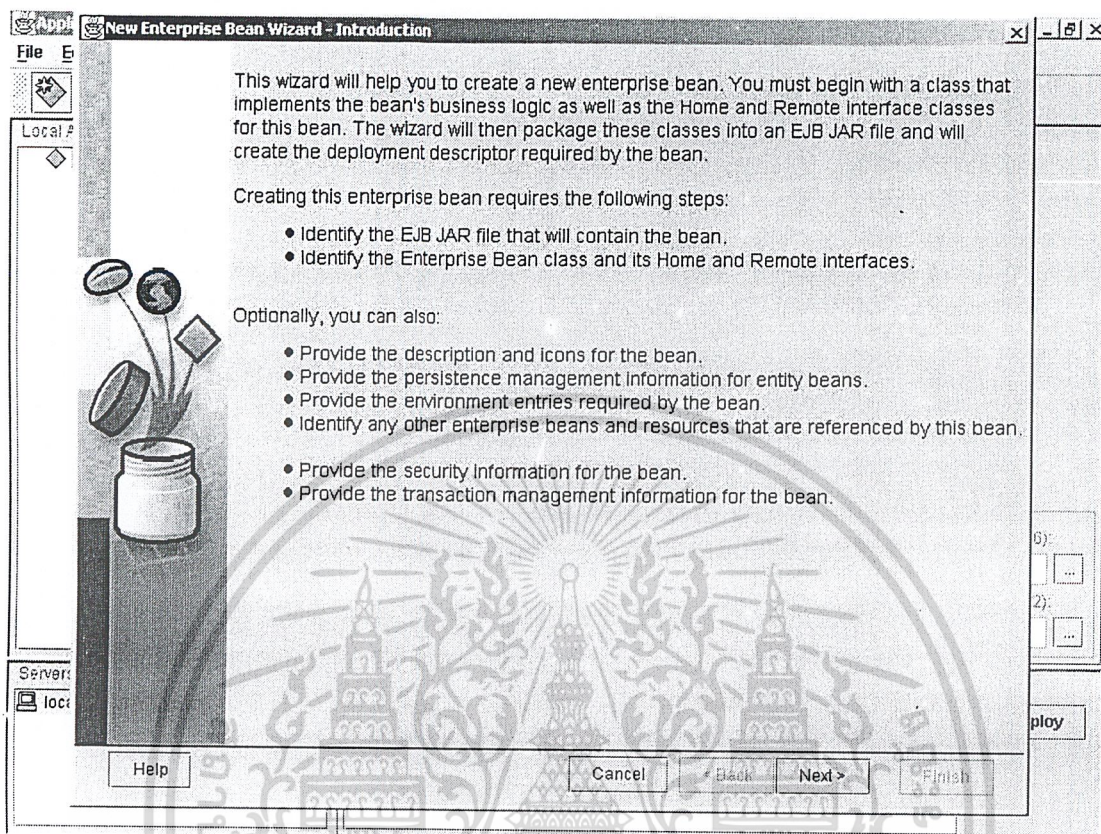 New Enterprise Bean Wizard - Introduction
File
This wizard will help you to create a new enterprise bean. You must begin with a class that
implements the bean's business logic as well as the Home and Remote interface classes
for this bean. The wizard will then package these classes into an EJB JAR file and will
create the deployment descriptor required by the bean.
Creating this enterprise bean requires the following steps:
• Identify the EJB JAR file that will contain the bean.
• Identify the Enterprise Bean class and its Home and Remote interfaces.
Optionally, you can also:
• Provide the description and icons for the bean.
• Provide the persistence management information for entity beans.
• Provide the environment entries required by the bean.
• Identify any other enterprise beans and resources that are referenced by this bean.
• Provide the security information for the bean.
• Provide the transaction management information for the bean.
Local A
6):
...
2):
...
Servers
loca
ploy
Help
Cancel
< Back
Next >
Finish